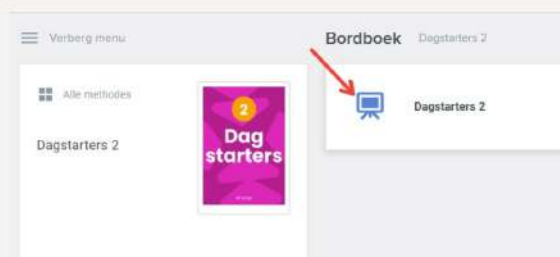 Verberg menu
Alle methodes
Dagstarters 2
2
Dag
starters
Bordboek Dagstarters 2
Dagstarters 2